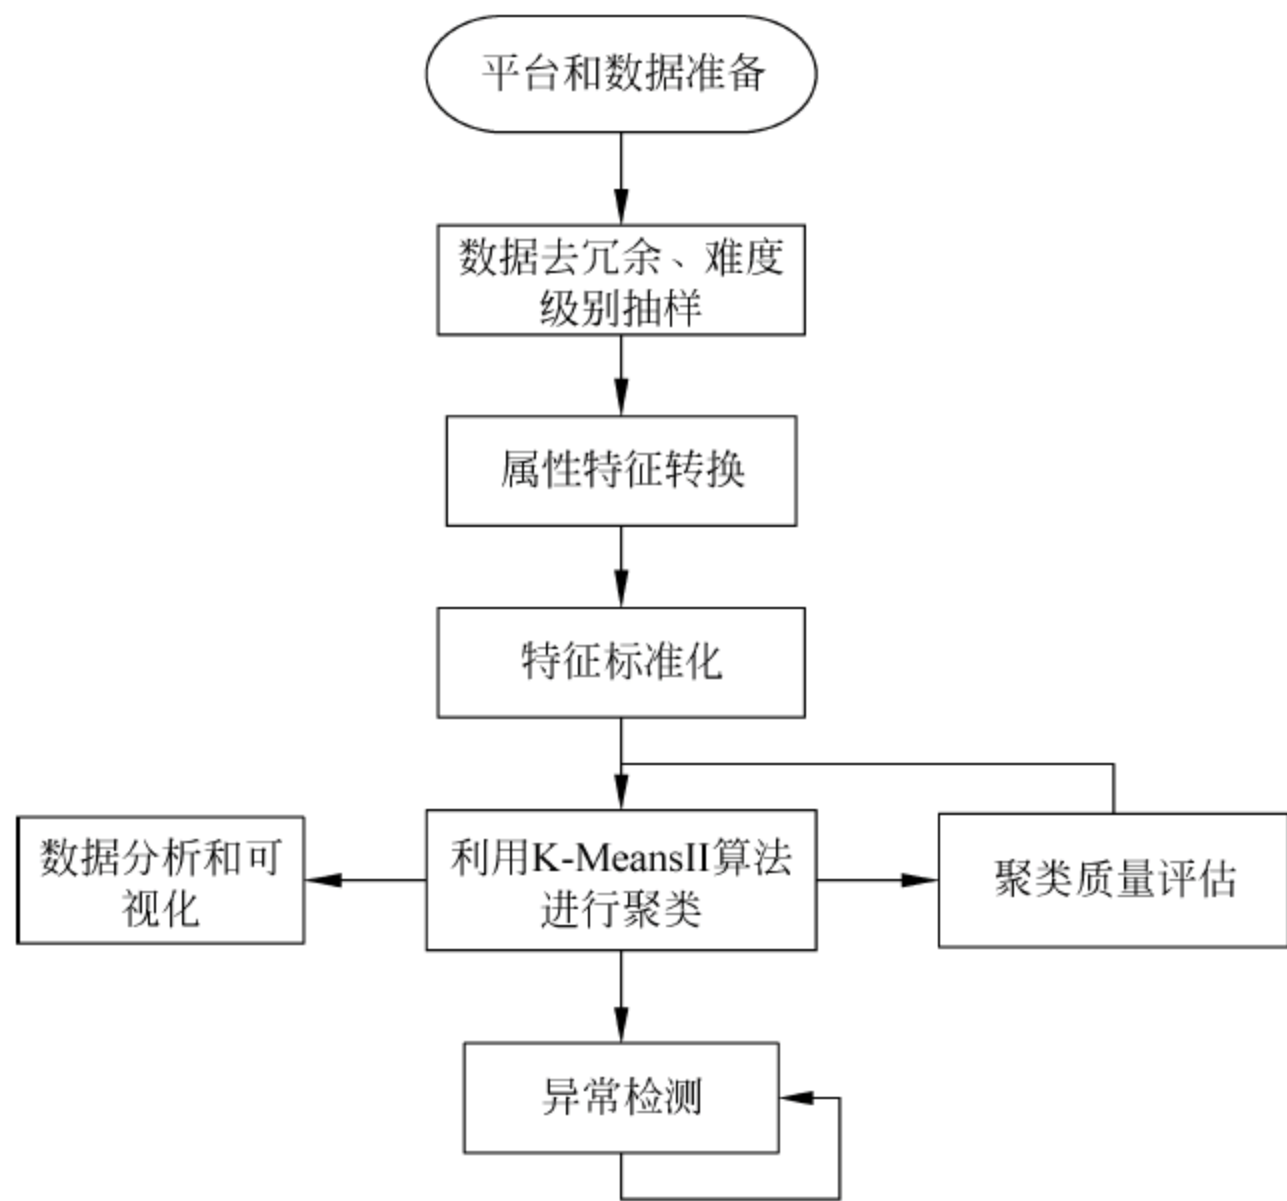 平台和数据准备
数据去冗余、难度
级别抽样
属性特征转换
特征标准化
数据分析和可
视化
利用K-MeansII算法
进行聚类
聚类质量评估
异常检测